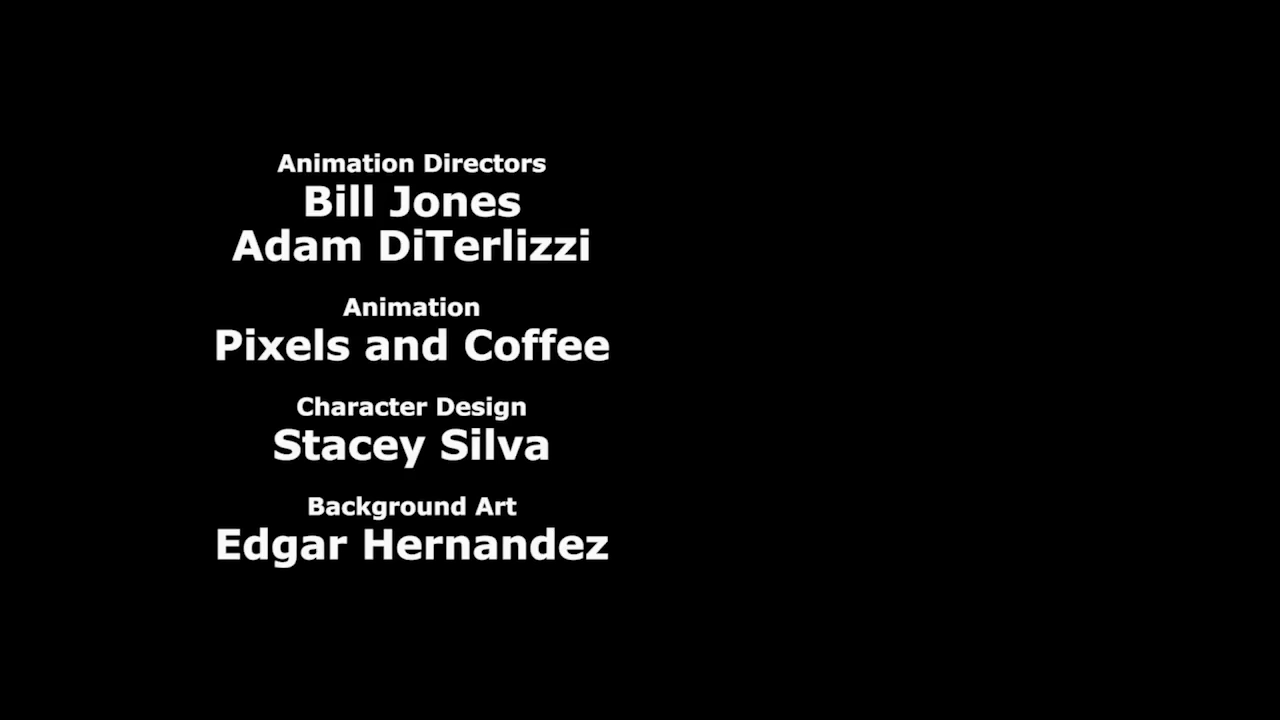 Animation Directors
Bill Jones
Adam DiTerlizzi
Animation
Pixels and Coffee
Character Design
Stacey Silva
Background Art
Edgar Hernandez